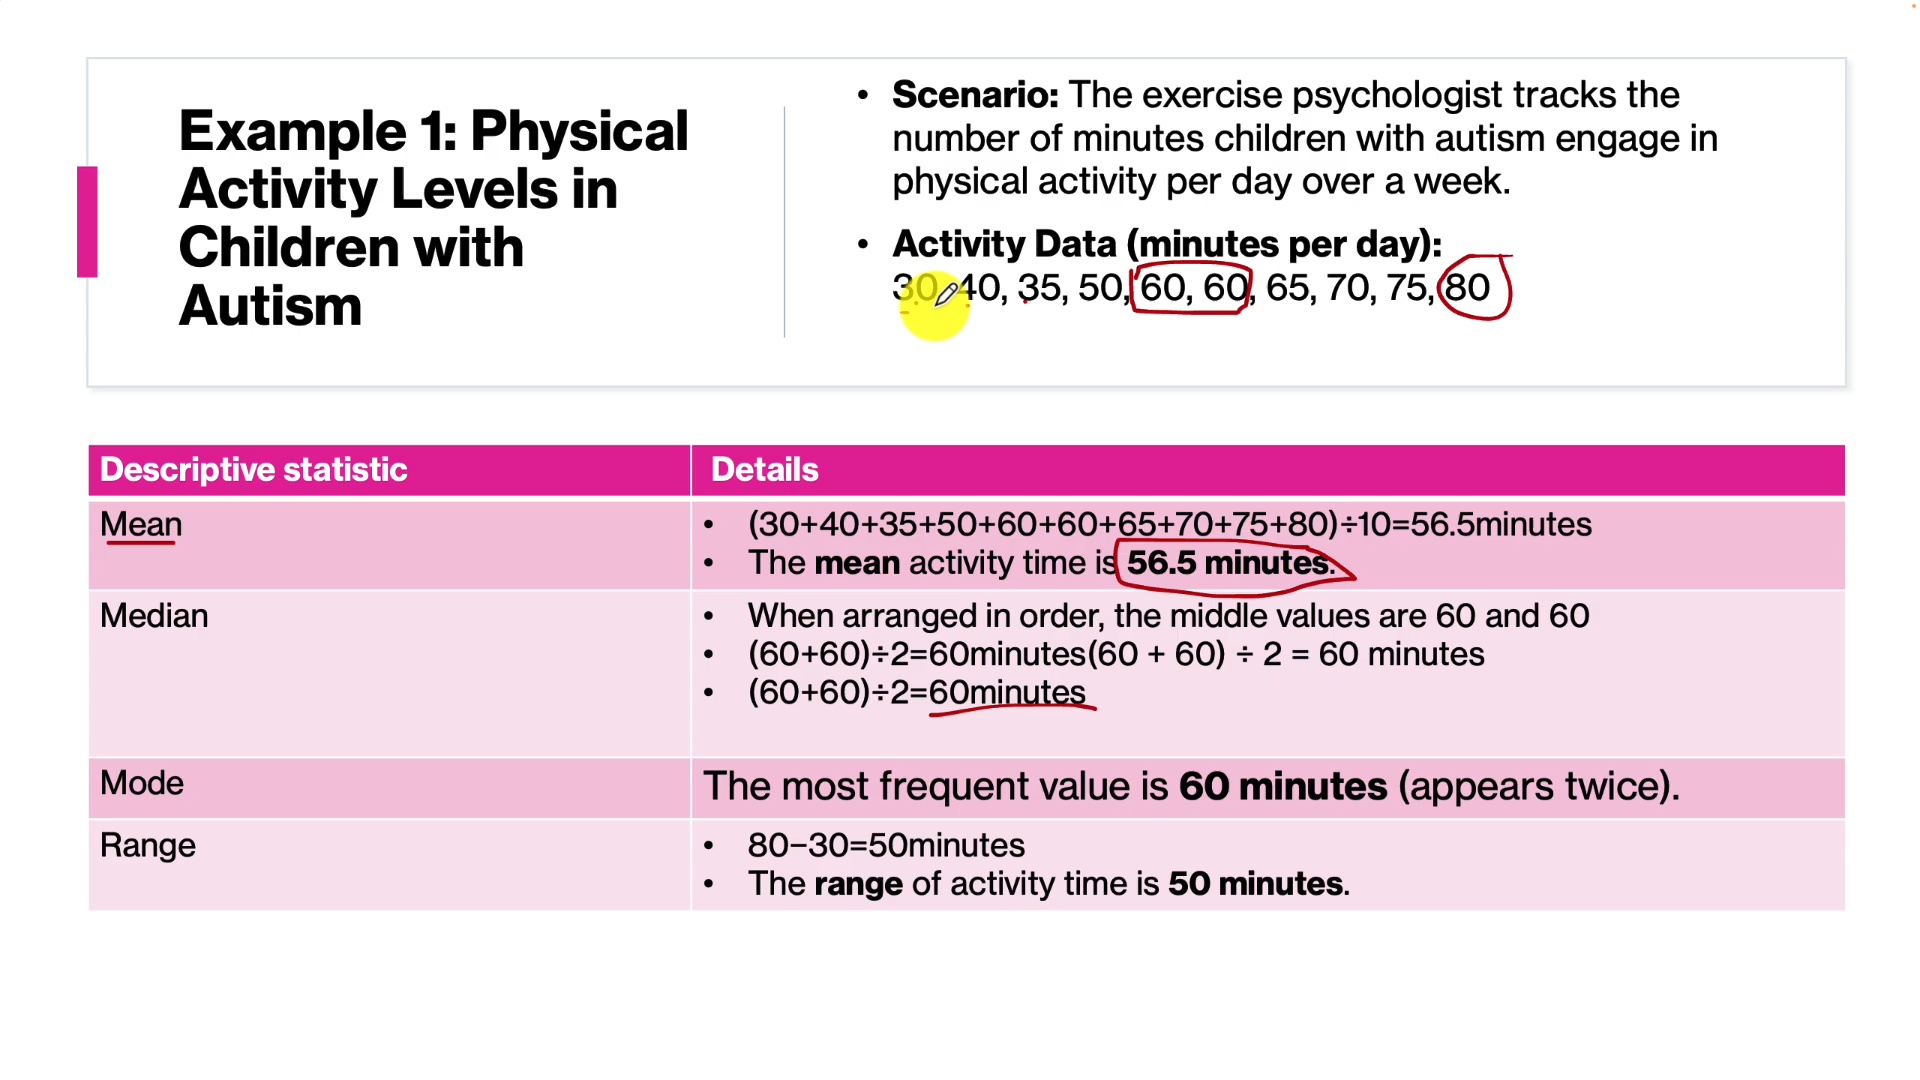 Example 1: Physical
Activity Levels in
Children with
Autism
• Scenario: The exercise psychologist tracks the
number of minutes children with autism engage in
physical activity per day over a week.
• Activity Data (minutes per day):
30, 40, 35, 50, 60, 60, 65, 70, 75, 80
Descriptive statistic
Details
Mean
• (30+40+35+50+60+60+65+70+75+80)÷10=56.5minutes
• The mean activity time is 56.5 minutes.
Median
• When arranged in order, the middle values are 60 and 60
• (60+60)÷2=60minutes(60 + 60) ÷ 2 = 60 minutes
• (60+60)÷2=60minutes
Mode
The most frequent value is 60 minutes (appears twice).
Range
• 80−30=50minutes
• The range of activity time is 50 minutes.